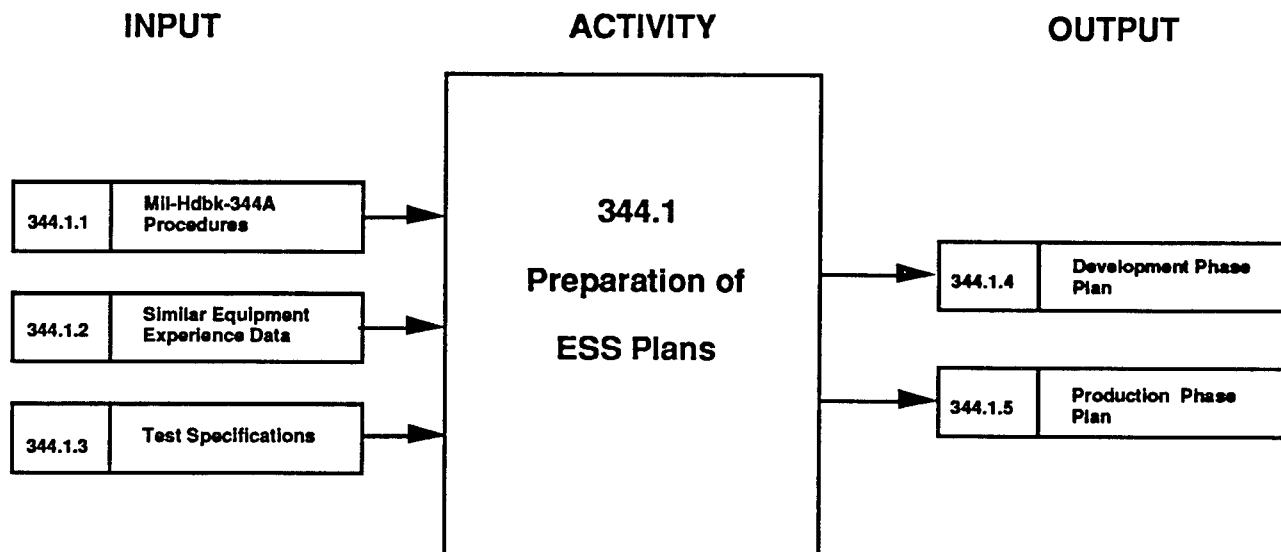 INPUT
ACTIVITY
OUTPUT
344.1.1
Mil-Hdbk-344A
Procedures
344.1.2
Similar Equipment
Experience Data
344.1.3
Test Specifications
344.1
Preparation of
ESS Plans
344.1.4
Development Phase
Plan
344.1.5
Production Phase
Plan